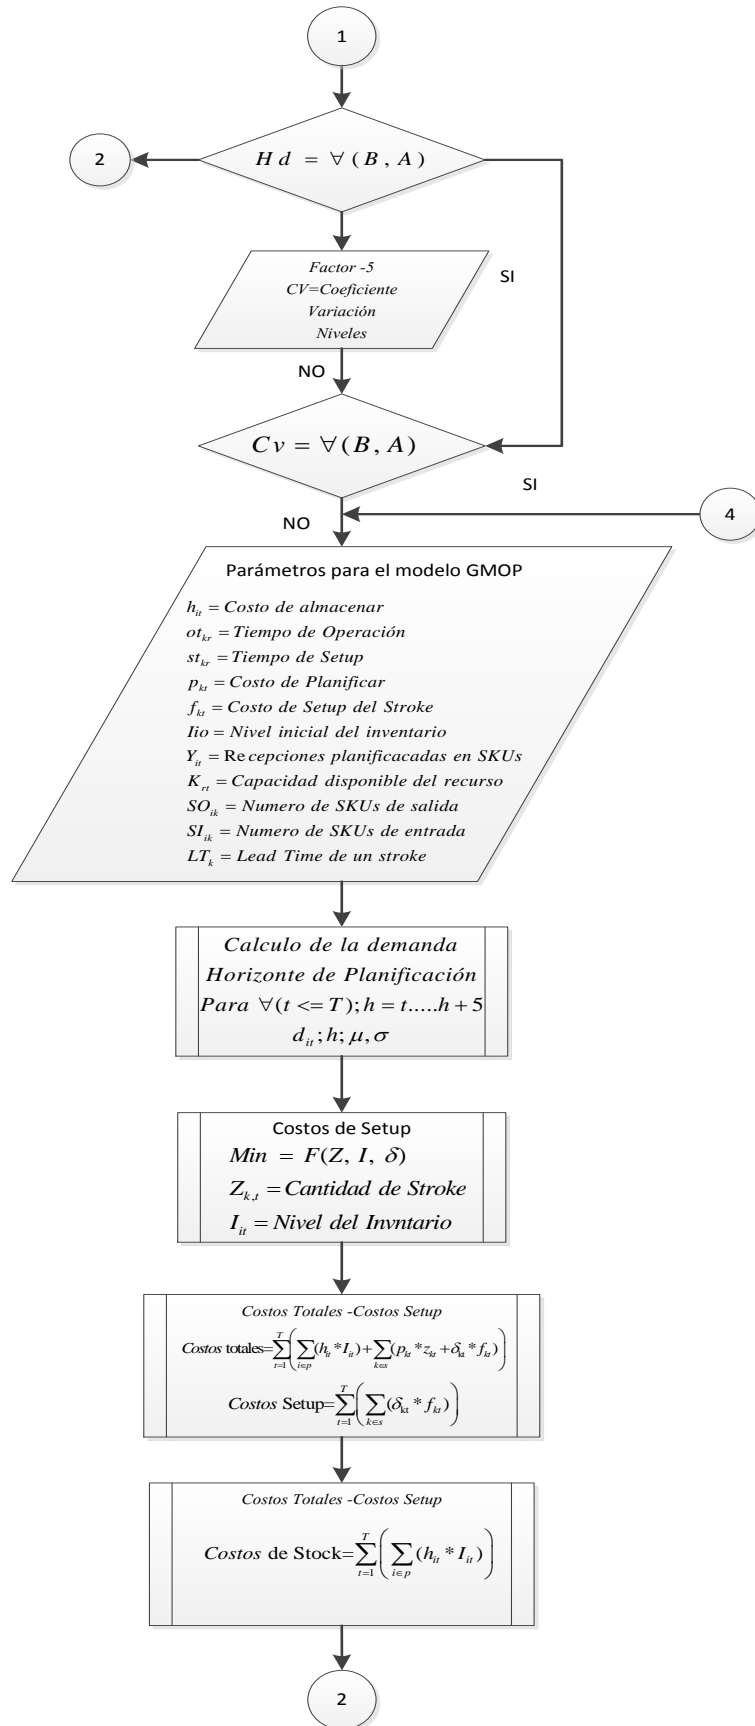 1
2
H d = ∀ ( B , A )
Factor -5
CV=Coeficiente
Variación
Niveles
SI
NO
C v = ∀ ( B , A )
SI
4
NO
Parámetros para el modelo GMOP
h_it = Costo de almacenar
ot_kr = Tiempo de Operación
st_kr = Tiempo de Setup
p_kt = Costo de Planificar
f_kt = Costo de Setup del Stroke
Iio = Nivel inicial del inventario
Y_it = Re cepciones planificacadas en SKUs
K_rt = Capacidad disponible del recurso
SO_ik = Numero de SKUs de salida
SI_ik = Numero de SKUs de entrada
LT_k = Lead Time de un stroke
Calculo de la demanda
Horizonte de Planificación
Para ∀(t <= T); h = t.....h + 5
d_it ; h; μ, σ
Costos de Setup
Min = F(Z, I, δ)
Z_k,t = Cantidad de Stroke
I_it = Nivel del Invntario
Costos Totales -Costos Setup
Costos totales=∑_{t=1}^{T}(∑_{i∈p}(h_it * I_it)+∑_{k∈s}(p_kt * z_kt + δ_kt * f_kt))
Costos Setup=∑_{t=1}^{T}(∑_{k∈s}(δ_kt * f_kt))
Costos Totales -Costos Setup
Costos de Stock=∑_{t=1}^{T}(∑_{i∈p}(h_it * I_it))
2